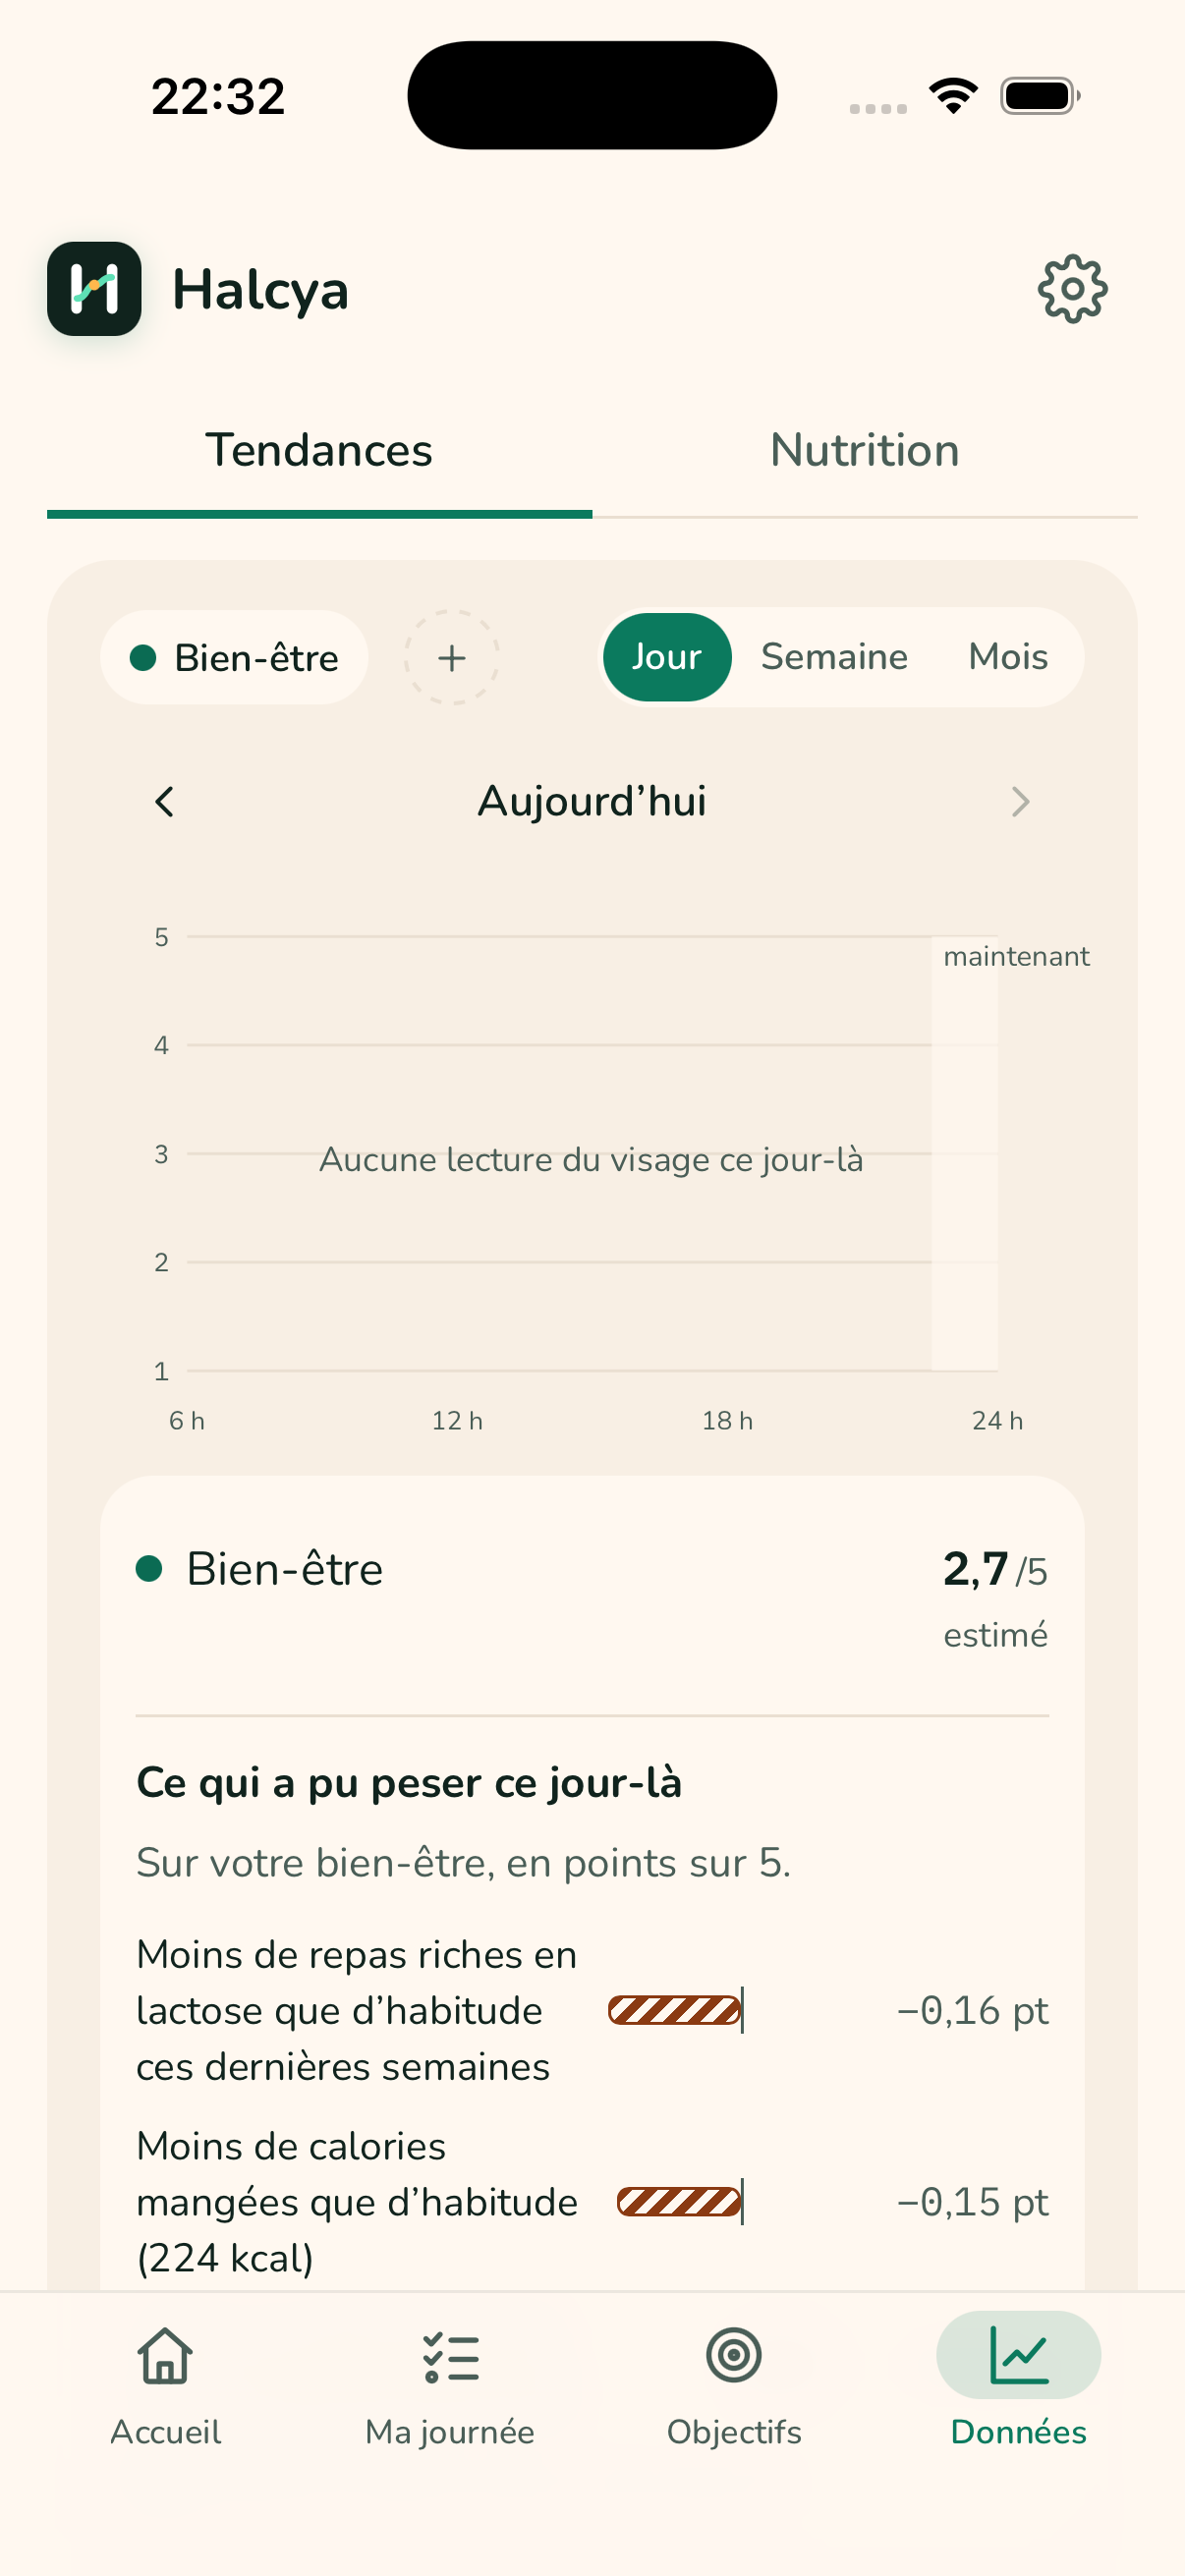 22:32
Halcya
Tendances
Nutrition
Bien-être
+
Jour
Semaine
Mois
Aujourd’hui
5
maintenant
4
3
Aucune lecture du visage ce jour-là
2
1
6 h
12 h
18 h
24 h
Bien-être
2,7 /5
estimé
Ce qui a pu peser ce jour-là
Sur votre bien-être, en points sur 5.
Moins de repas riches en
lactose que d’habitude
ces dernières semaines
−0,16 pt
Moins de calories
mangées que d’habitude
(224 kcal)
−0,15 pt
Accueil
Ma journée
Objectifs
Données